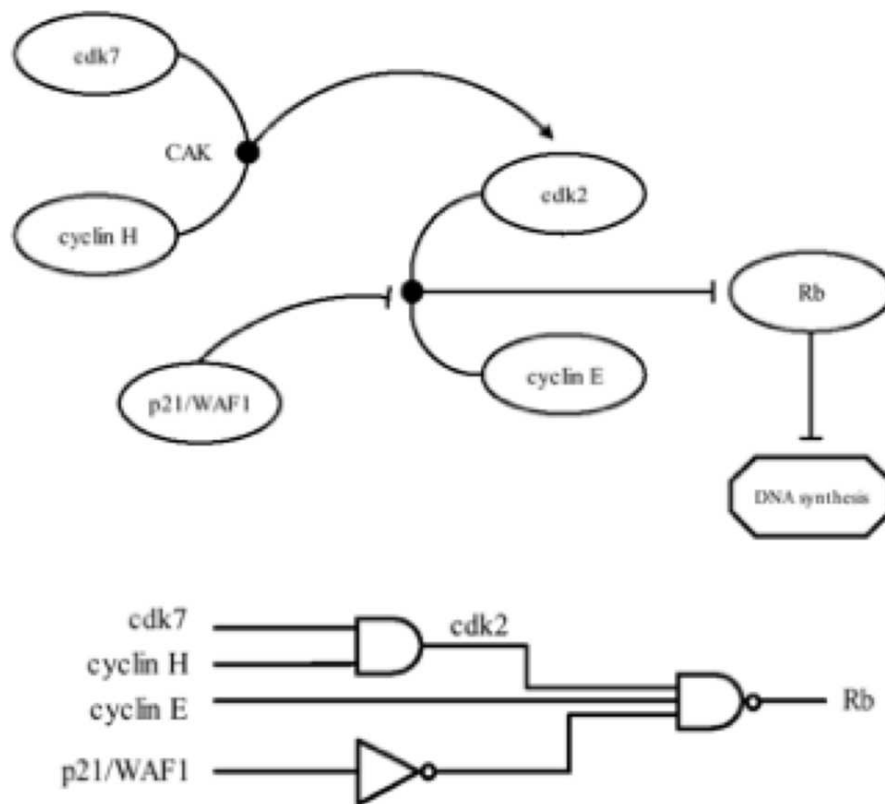 cdk7
CAK
cdk2
cyclin H
Rb
cyclin E
p21/WAF1
DNA synthesis
cdk7
cdk2
cyclin H
Rb
cyclin E
p21/WAF1